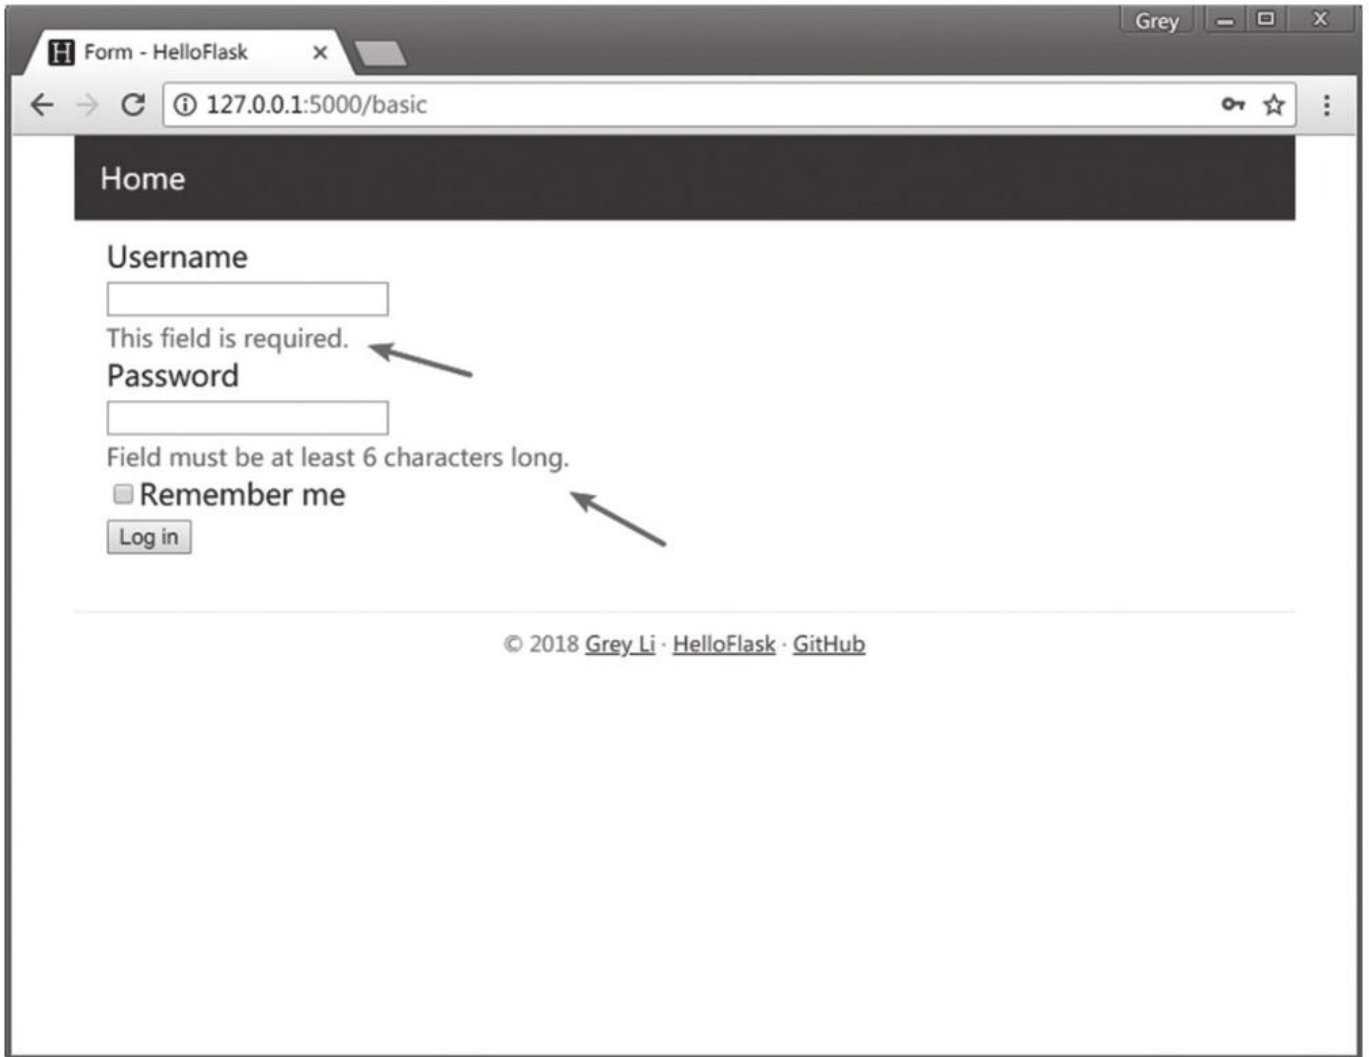 Grey
H Form - HelloFlask
127.0.0.1:5000/basic
Home
Username
This field is required.
Password
Field must be at least 6 characters long.
Remember me
Log in
© 2018 Grey Li · HelloFlask · GitHub